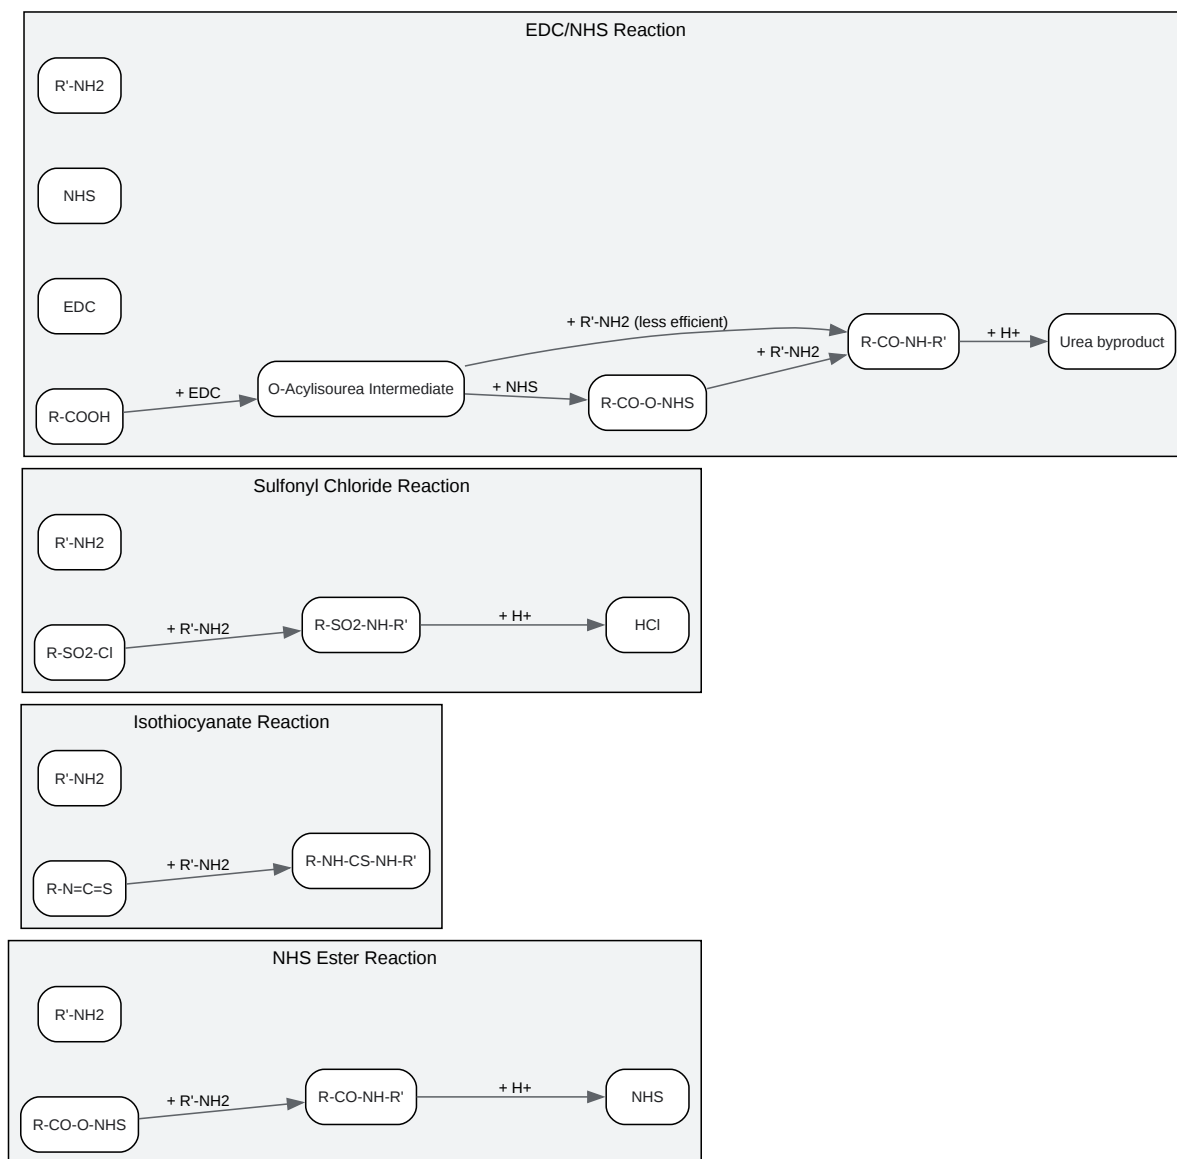 EDC/NHS Reaction
R'-NH2
NHS
EDC
+ R'-NH2 (less efficient)
R-CO-NH-R'
+ H+
Urea byproduct
+ R'-NH2
O-Acylisourea Intermediate
+ NHS
R-CO-O-NHS
+ EDC
R-COOH
Sulfonyl Chloride Reaction
R'-NH2
R-SO2-Cl
+ R'-NH2
R-SO2-NH-R'
+ H+
HCl
Isothiocyanate Reaction
R'-NH2
R-N=C=S
+ R'-NH2
R-NH-CS-NH-R'
NHS Ester Reaction
R'-NH2
R-CO-O-NHS
+ R'-NH2
R-CO-NH-R'
+ H+
NHS